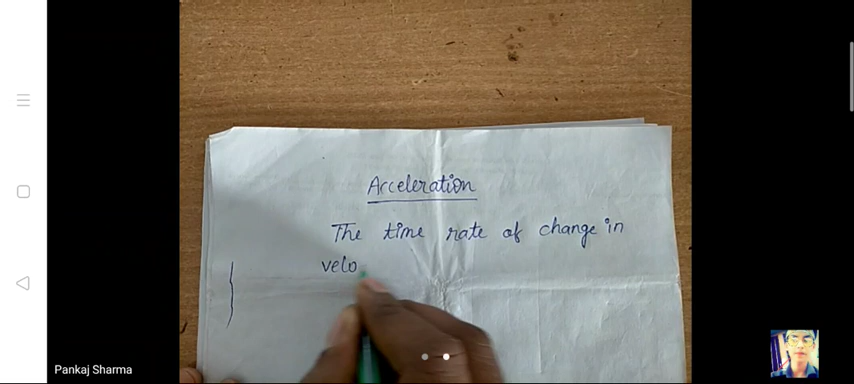 Acceleration
The time rate of change in
velo
Pankaj Sharma